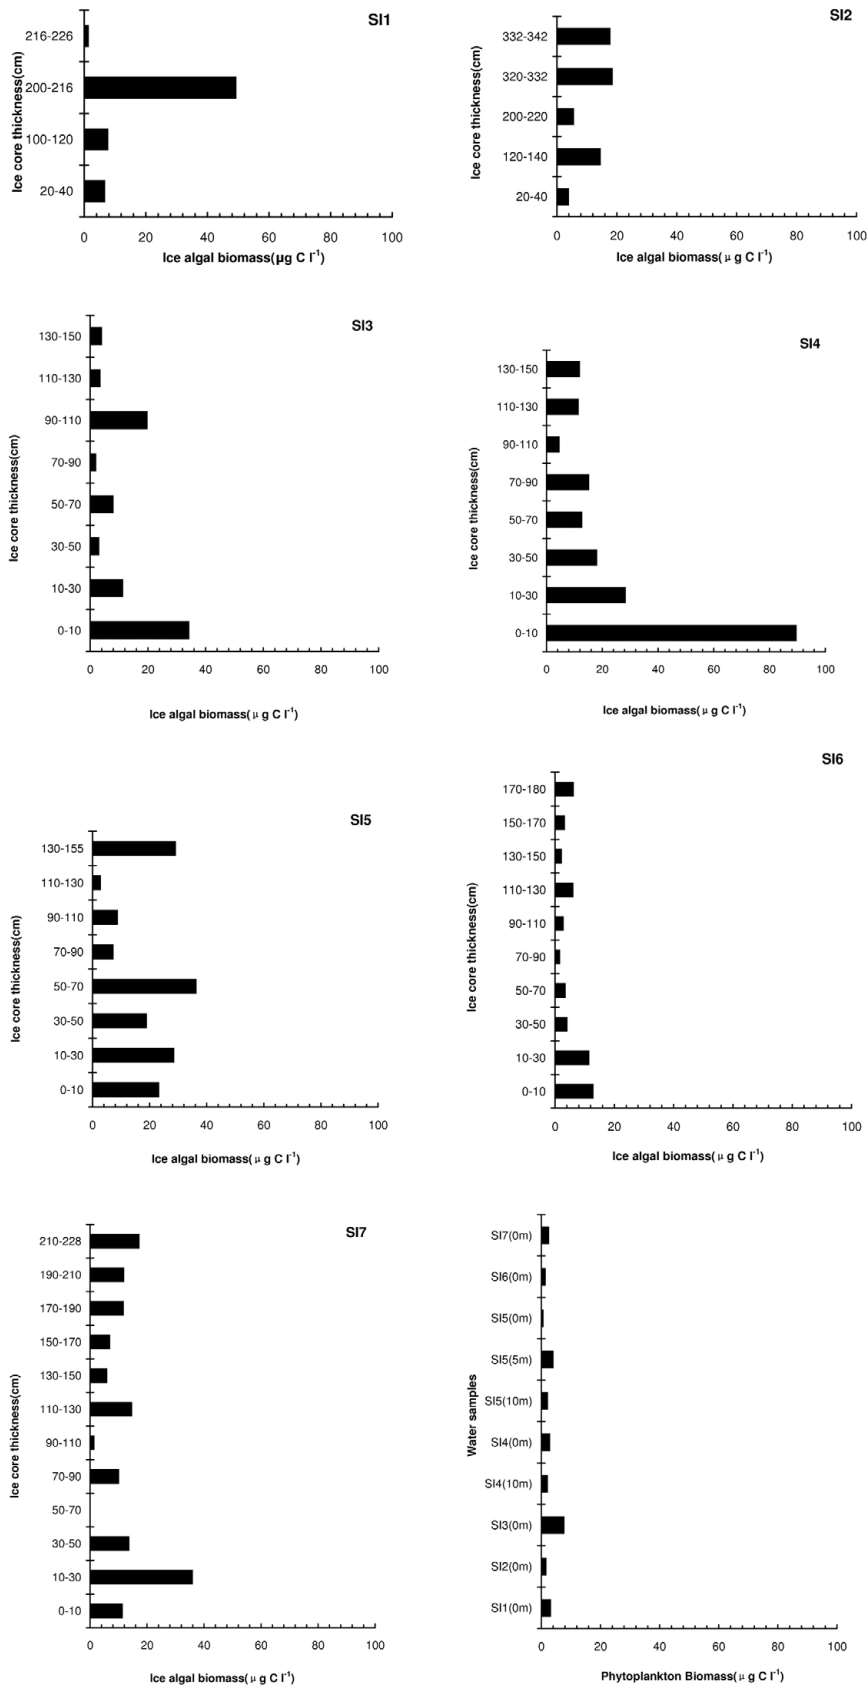 SI1
Ice core thickness(cm)
216-226
200-216
100-120
20-40
0 20 40 60 80 100
Ice algal biomass(µg C l⁻¹)
SI2
Ice core thickness(cm)
332-342
320-332
200-220
120-140
20-40
0 20 40 60 80 100
Ice algal biomass( μ g C l⁻¹)
SI3
Ice core thickness(cm)
130-150
110-130
90-110
70-90
50-70
30-50
10-30
0-10
0 20 40 60 80 100
Ice algal biomass( μ g C l⁻¹)
SI4
Ice core thickness(cm)
130-150
110-130
90-110
70-90
50-70
30-50
10-30
0-10
0 20 40 60 80 100
Ice algal biomass( μ g C l⁻¹)
SI5
Ice core thickness(cm)
130-155
110-130
90-110
70-90
50-70
30-50
10-30
0-10
0 20 40 60 80 100
Ice algal biomass( μ g C l⁻¹)
SI6
Ice core thickness(cm)
170-180
150-170
130-150
110-130
90-110
70-90
50-70
30-50
10-30
0-10
0 20 40 60 80 100
Ice algal biomass( μ g C l⁻¹)
SI7
Ice core thickness(cm)
210-228
190-210
170-190
150-170
130-150
110-130
90-110
70-90
50-70
30-50
10-30
0-10
0 20 40 60 80 100
Ice algal biomass( μ g C l⁻¹)
Water samples
SI7(0m)
SI6(0m)
SI5(0m)
SI5(5m)
SI5(10m)
SI4(0m)
SI4(10m)
SI3(0m)
SI2(0m)
SI1(0m)
0 20 40 60 80 100
Phytoplankton Biomass( μ g C l⁻¹)